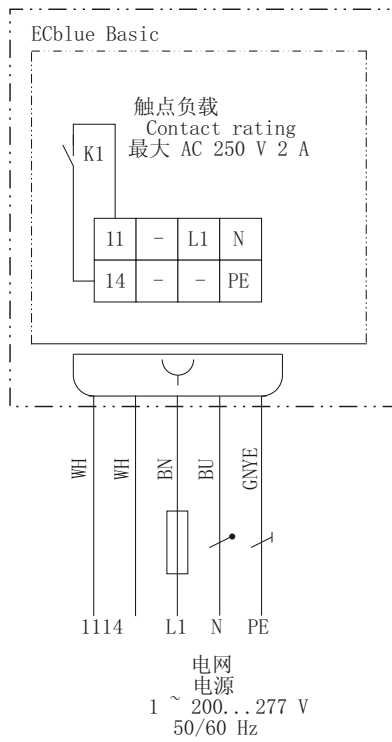 ECblue Basic
触点负载
Contact rating
K1 最大 AC 250 V 2 A
11 - L1 N
14 - - PE
WH WH BN BU GNYE
1114 L1 N PE
电网
电源
1 ~ 200...277 V
50/60 Hz